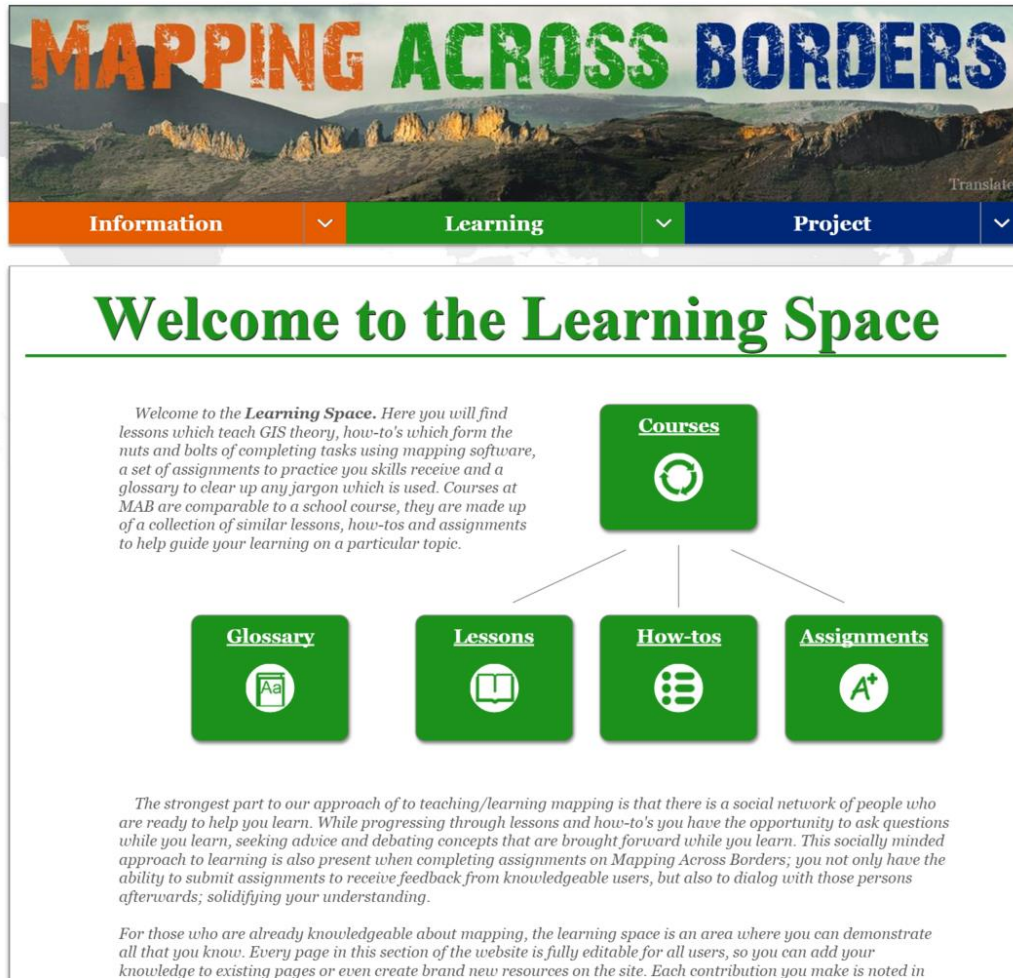 MAPPING ACROSS BORDERS
Translate
Information
Learning
Project
Welcome to the Learning Space
Welcome to the Learning Space. Here you will find
lessons which teach GIS theory, how-to's which form the
nuts and bolts of completing tasks using mapping software,
a set of assignments to practice you skills receive and a
glossary to clear up any jargon which is used. Courses at
MAB are comparable to a school course, they are made up
of a collection of similar lessons, how-tos and assignments
to help guide your learning on a particular topic.
Courses
Glossary
Aa
Lessons
How-tos
Assignments
A+
The strongest part to our approach of to teaching/learning mapping is that there is a social network of people who
are ready to help you learn. While progressing through lessons and how-to's you have the opportunity to ask questions
while you learn, seeking advice and debating concepts that are brought forward while you learn. This socially minded
approach to learning is also present when completing assignments on Mapping Across Borders; you not only have the
ability to submit assignments to receive feedback from knowledgeable users, but also to dialog with those persons
afterwards; solidifying your understanding.
For those who are already knowledgeable about mapping, the learning space is an area where you can demonstrate
all that you know. Every page in this section of the website is fully editable for all users, so you can add your
knowledge to existing pages or even create brand new resources on the site. Each contribution you make is noted in